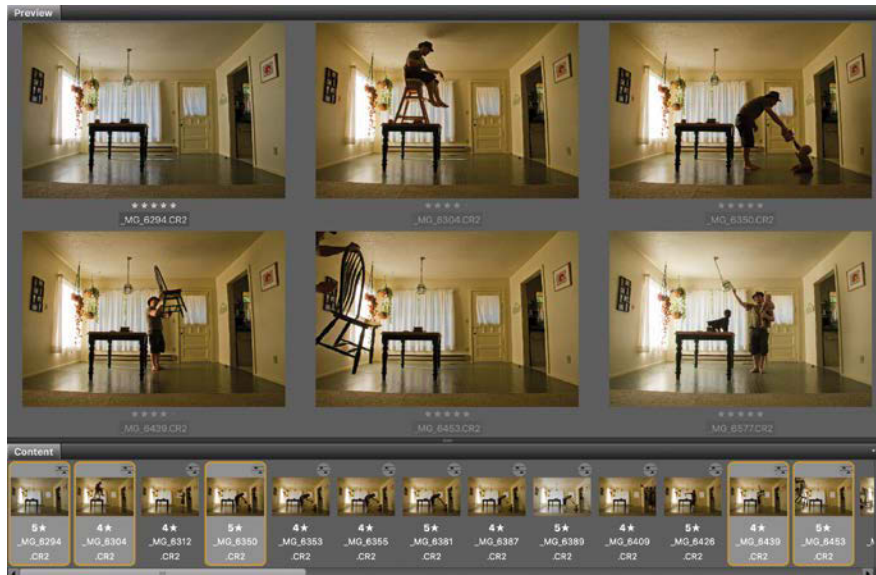 Preview
★★★★★
_MG_6294.CR2
★★★★
_MG_6304.CR2
★★★★★
_MG_6350.CR2
★★★★
_MG_6439.CR2
★★★★★
_MG_6453.CR2
★★★★★
_MG_6577.CR2
Content
5★
_MG_6294
.CR2
4★
_MG_6304
.CR2
4★
_MG_6312
.CR2
5★
_MG_6350
.CR2
4★
_MG_6353
.CR2
4★
_MG_6355
.CR2
5★
_MG_6381
.CR2
4★
_MG_6387
.CR2
5★
_MG_6389
.CR2
4★
_MG_6409
.CR2
5★
_MG_6426
.CR2
4★
_MG_6439
.CR2
5★
_MG_6453
.CR2